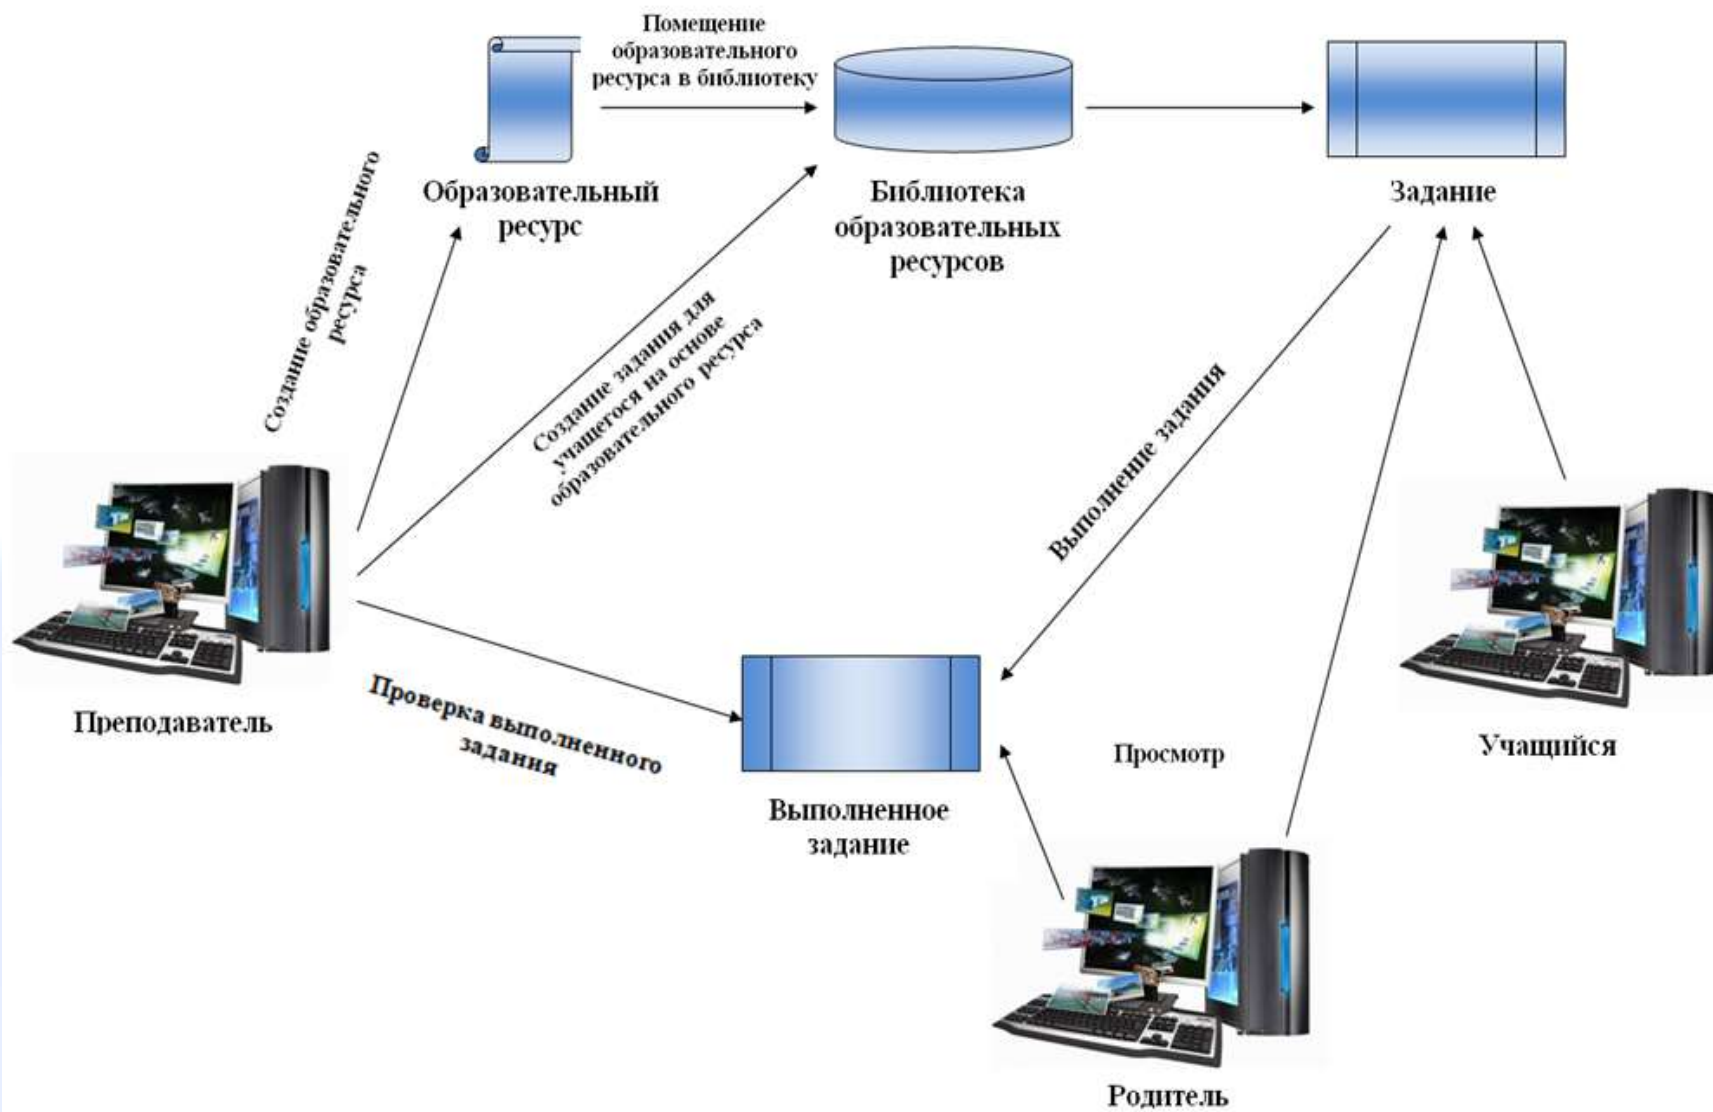 Помещение
образовательного
ресурса в библиотеку
Образовательный
ресурс
Библиотека
образовательных
ресурсов
Задание
Создание образовательного
ресурса
Создание задания для
учащегося на основе
образовательного ресурса
Выполнение задания
Преподаватель
Проверка выполненного
задания
Выполненное
задание
Просмотр
Учащийся
Родитель